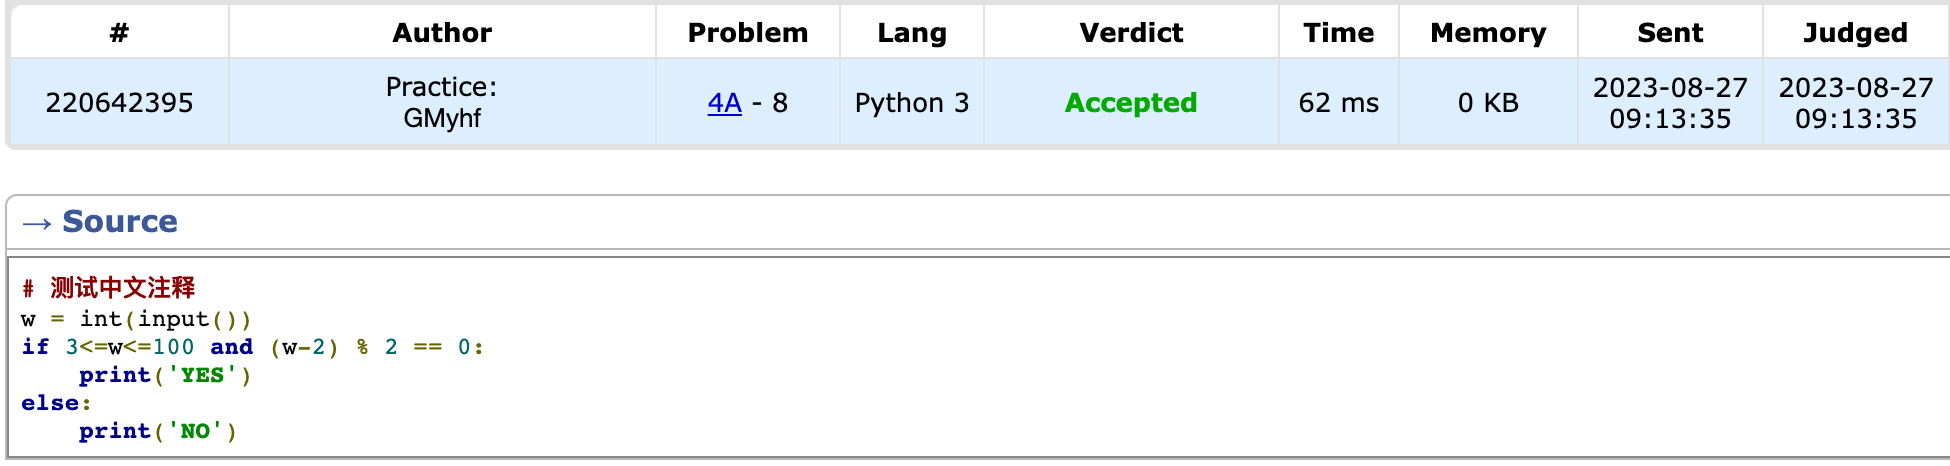 # Author Problem Lang Verdict Time Memory Sent Judged
220642395 Practice: GMyhf 4A - 8 Python 3 Accepted 62 ms 0 KB 2023-08-27 09:13:35 2023-08-27 09:13:35
→ Source
# 测试中文注释
w = int(input())
if 3<=w<=100 and (w-2) % 2 == 0:
    print('YES')
else:
    print('NO')